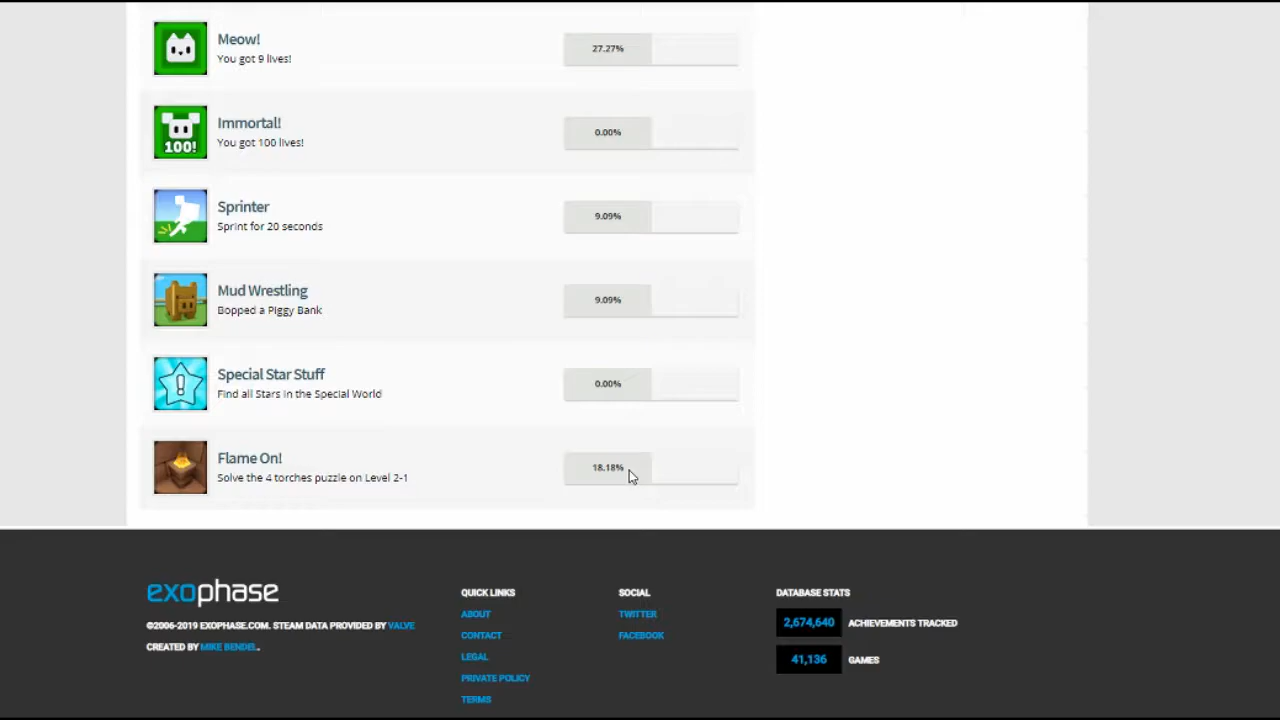 Meow!
You got 9 lives!
27.27%
Immortal!
You got 100 lives!
0.00%
100!
Sprinter
Sprint for 20 seconds
9.09%
Mud Wrestling
Bopped a Piggy Bank
9.09%
Special Star Stuff
Find all Stars in the Special World
0.00%
Flame On!
Solve the 4 torches puzzle on Level 2-1
18.18%
exophase
©2006-2019 EXOPHASE.COM. STEAM DATA PROVIDED BY VALVE
CREATED BY MIKE BENDEL.
QUICK LINKS
ABOUT
CONTACT
LEGAL
PRIVATE POLICY
TERMS
SOCIAL
TWITTER
FACEBOOK
DATABASE STATS
2,674,640 ACHIEVEMENTS TRACKED
41,136 GAMES